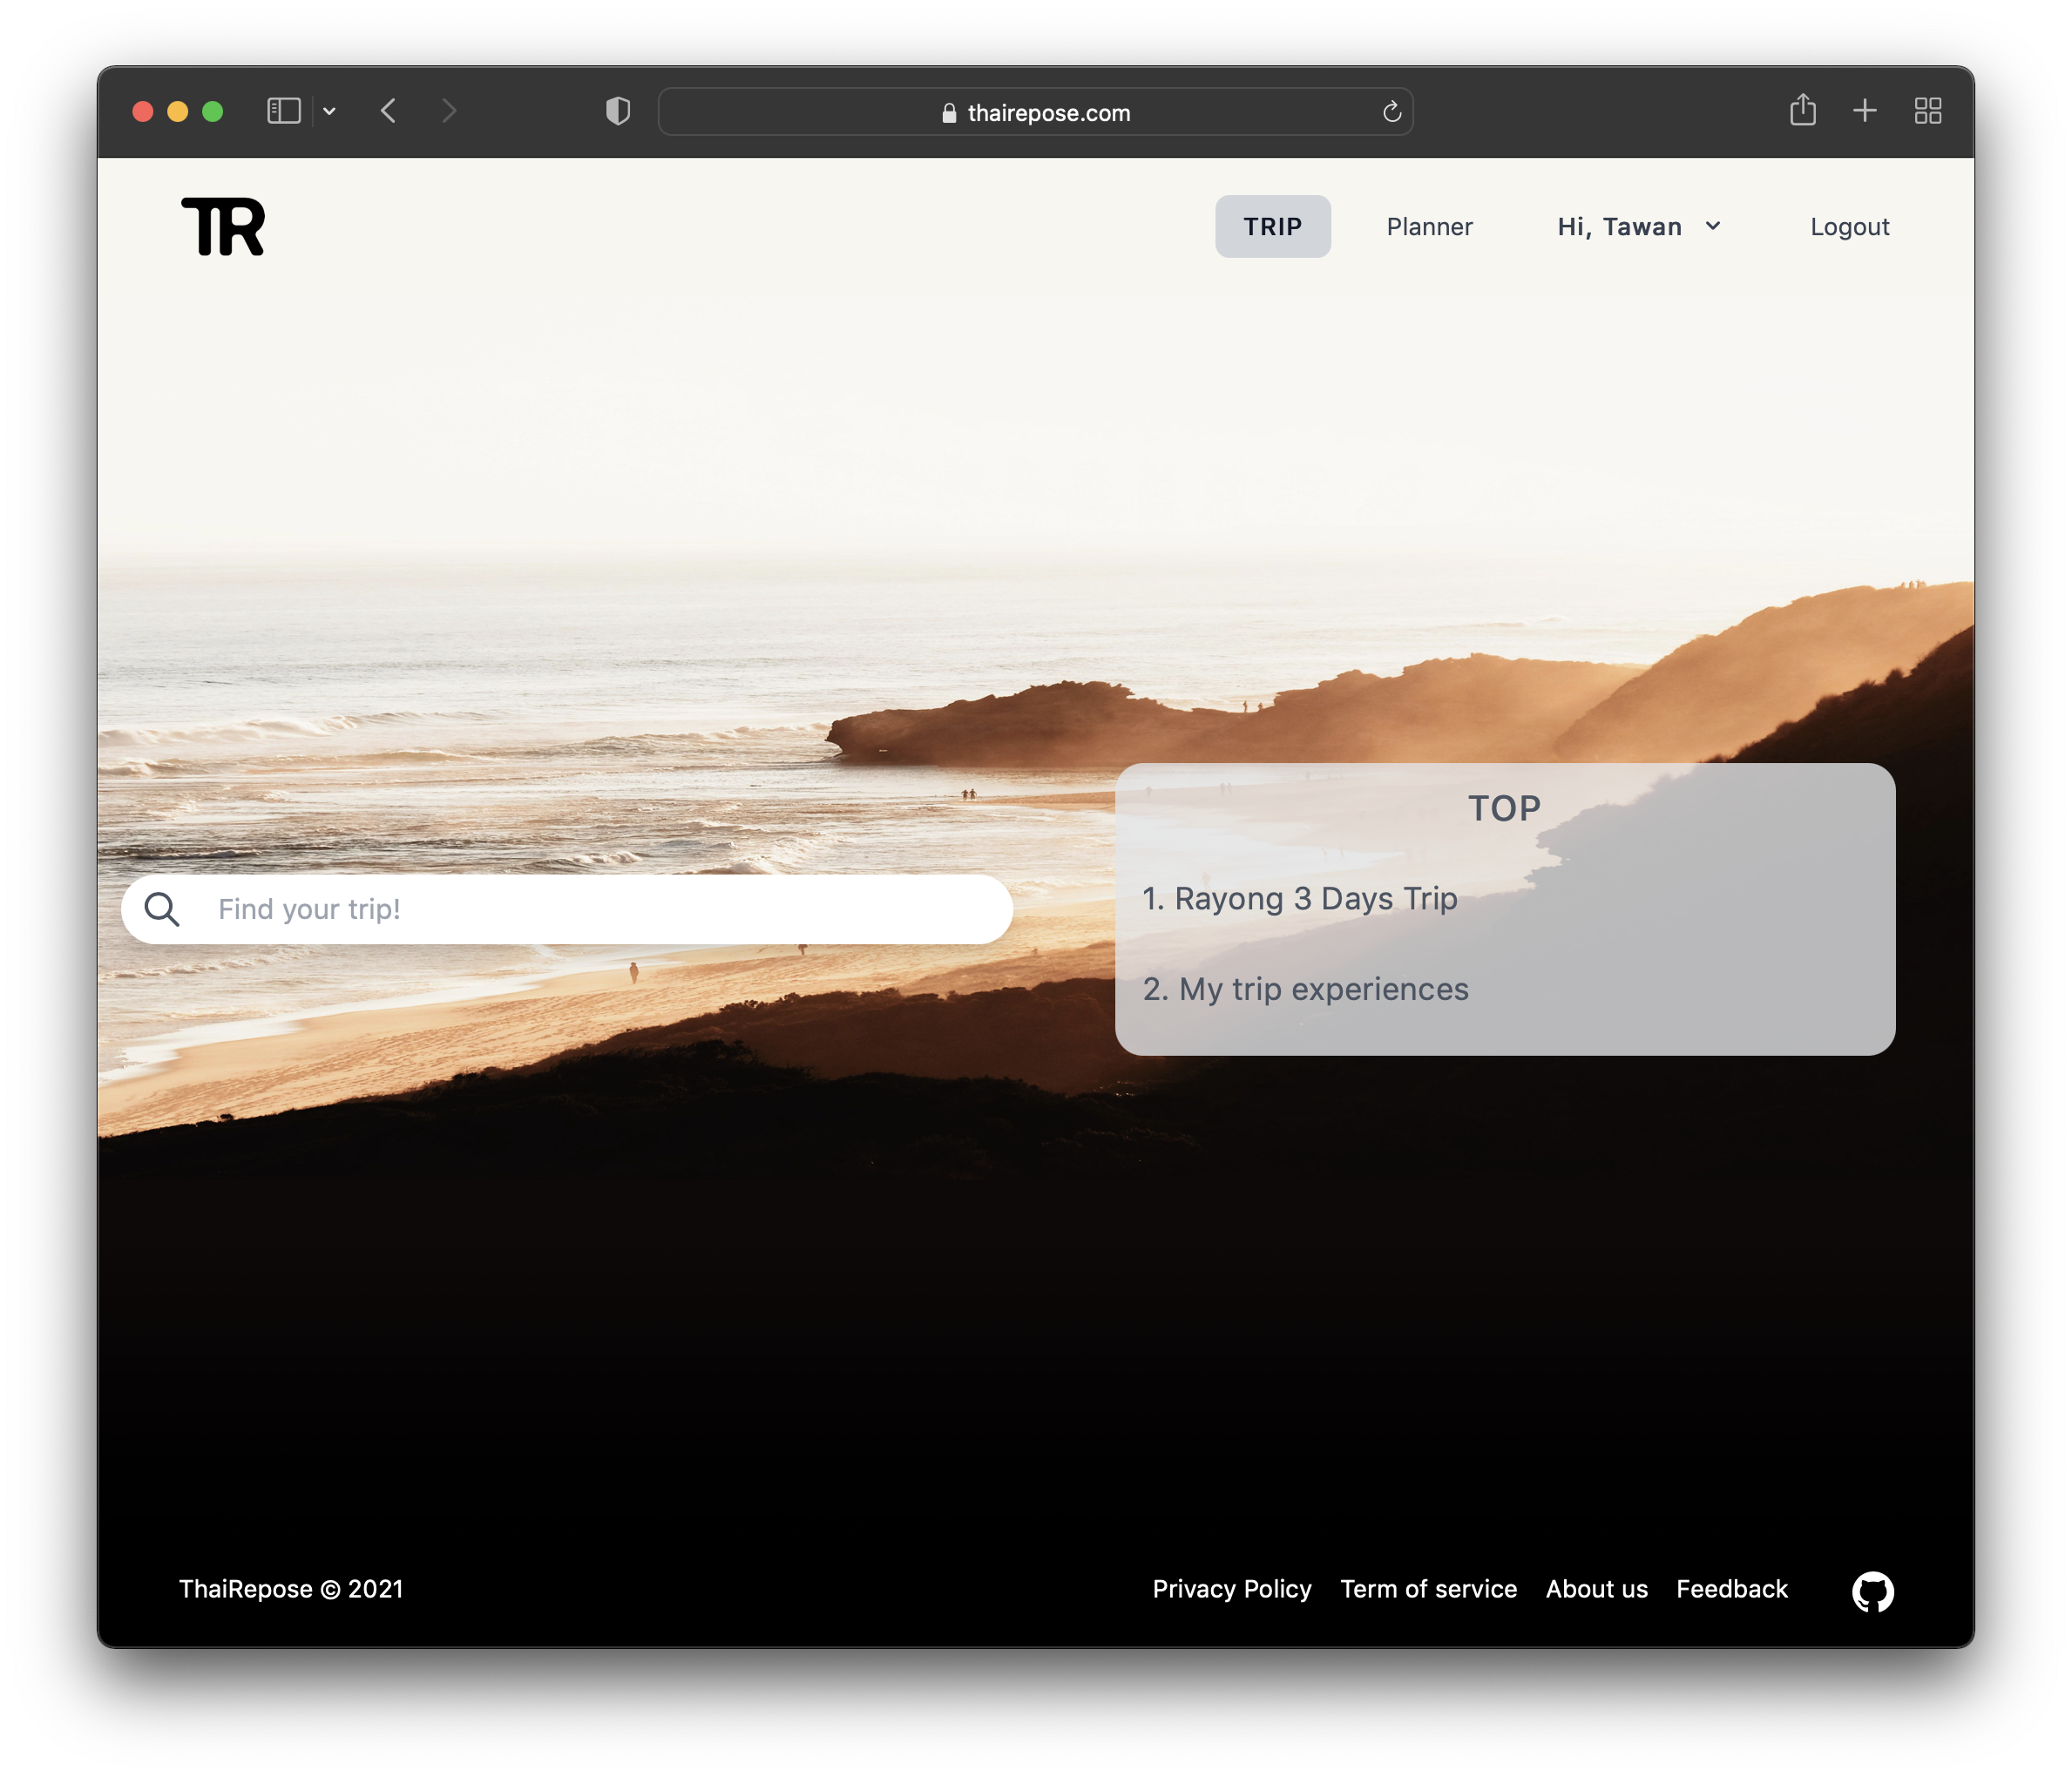 thairepose.com
TR
TRIP
Planner
Hi, Tawan
Logout
Find your trip!
TOP
1. Rayong 3 Days Trip
2. My trip experiences
ThaiRepose © 2021
Privacy Policy
Term of service
About us
Feedback